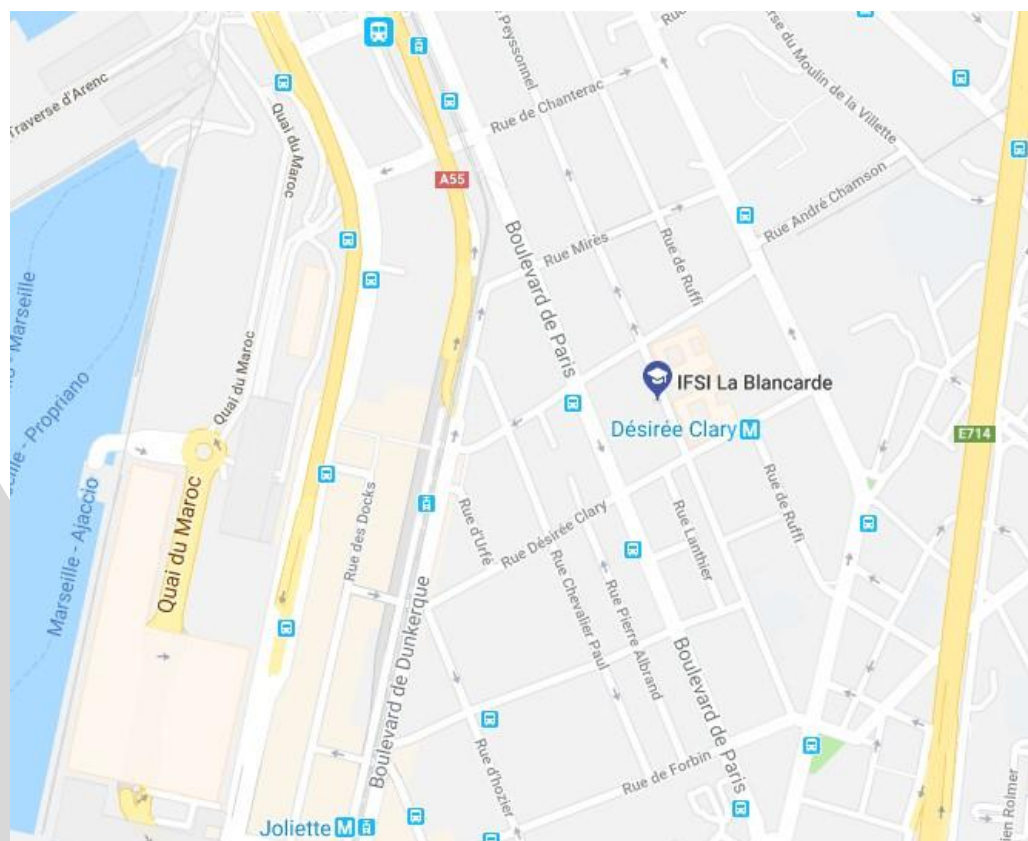 Peyssonnel
Rue
Traverse d'Arenc
Quai du Maroc
Rue de Chanterac
erse du Moulin de la Villette
A55
Rue André Chamson
Boulevard de Paris
Rue Mirès
Rue de Ruffi
- Marseille
- Propriano
Quai du Maroc
IFSI La Blancarde
Désirée Clary M
E714
Marseille - Ajaccio
Quai du Maroc
Rue des Docks
Rue d'Urfé
Rue Désirée Clary
Rue Lanthier
Rue de Ruffi
Rue Chevalier Paul
Rue Pierre Albrand
Boulevard de Dunkerque
Boulevard de Paris
Rue d'hozier
Rue de Forbin
ien Rolmer
Joliette M